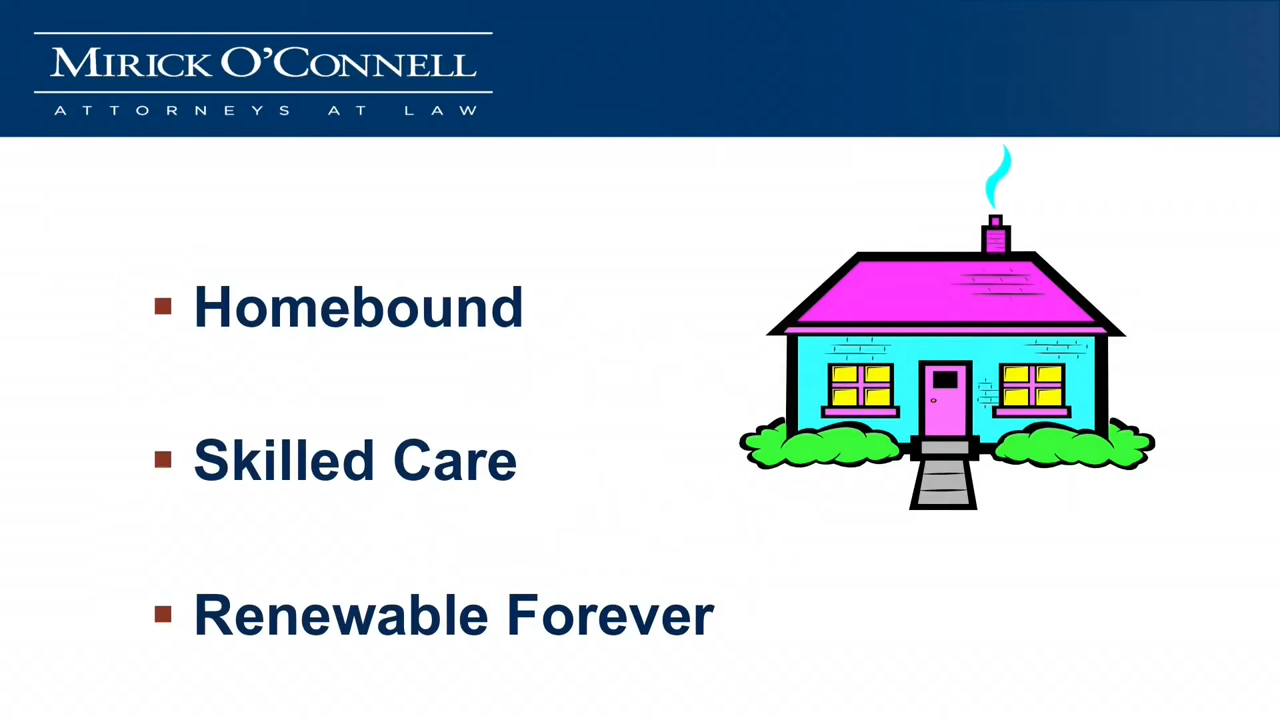 MIRICK O'CONNELL
ATTORNEYS AT LAW
Homebound
Skilled Care
Renewable Forever